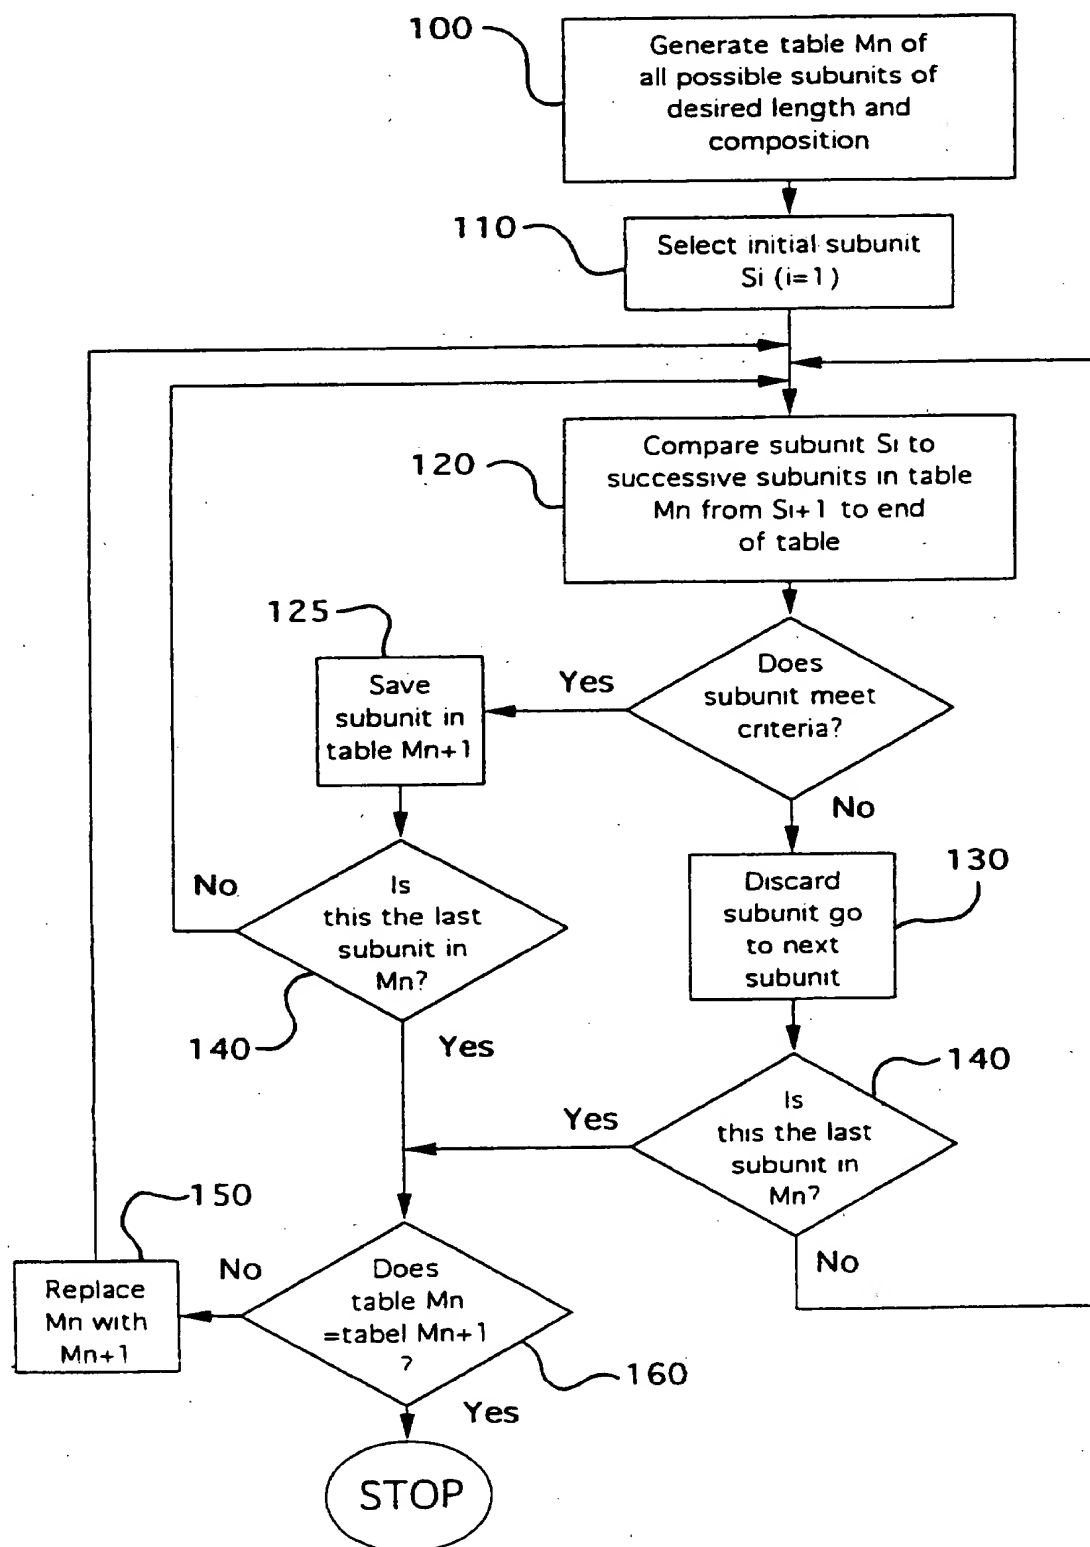 100
Generate table Mn of
all possible subunits of
desired length and
composition
110
Select initial subunit
Si (i=1)
120
Compare subunit Si to
successive subunits in table
Mn from Si+1 to end
of table
125
Save
subunit in
table Mn+1
Yes
Does
subunit meet
criteria?
No
130
Discard
subunit go
to next
subunit
No
Is
this the last
subunit in
Mn?
140
Yes
140
Yes
Is
this the last
subunit in
Mn?
No
150
Replace
Mn with
Mn+1
No
Does
table Mn
=tabel Mn+1
?
160
Yes
STOP